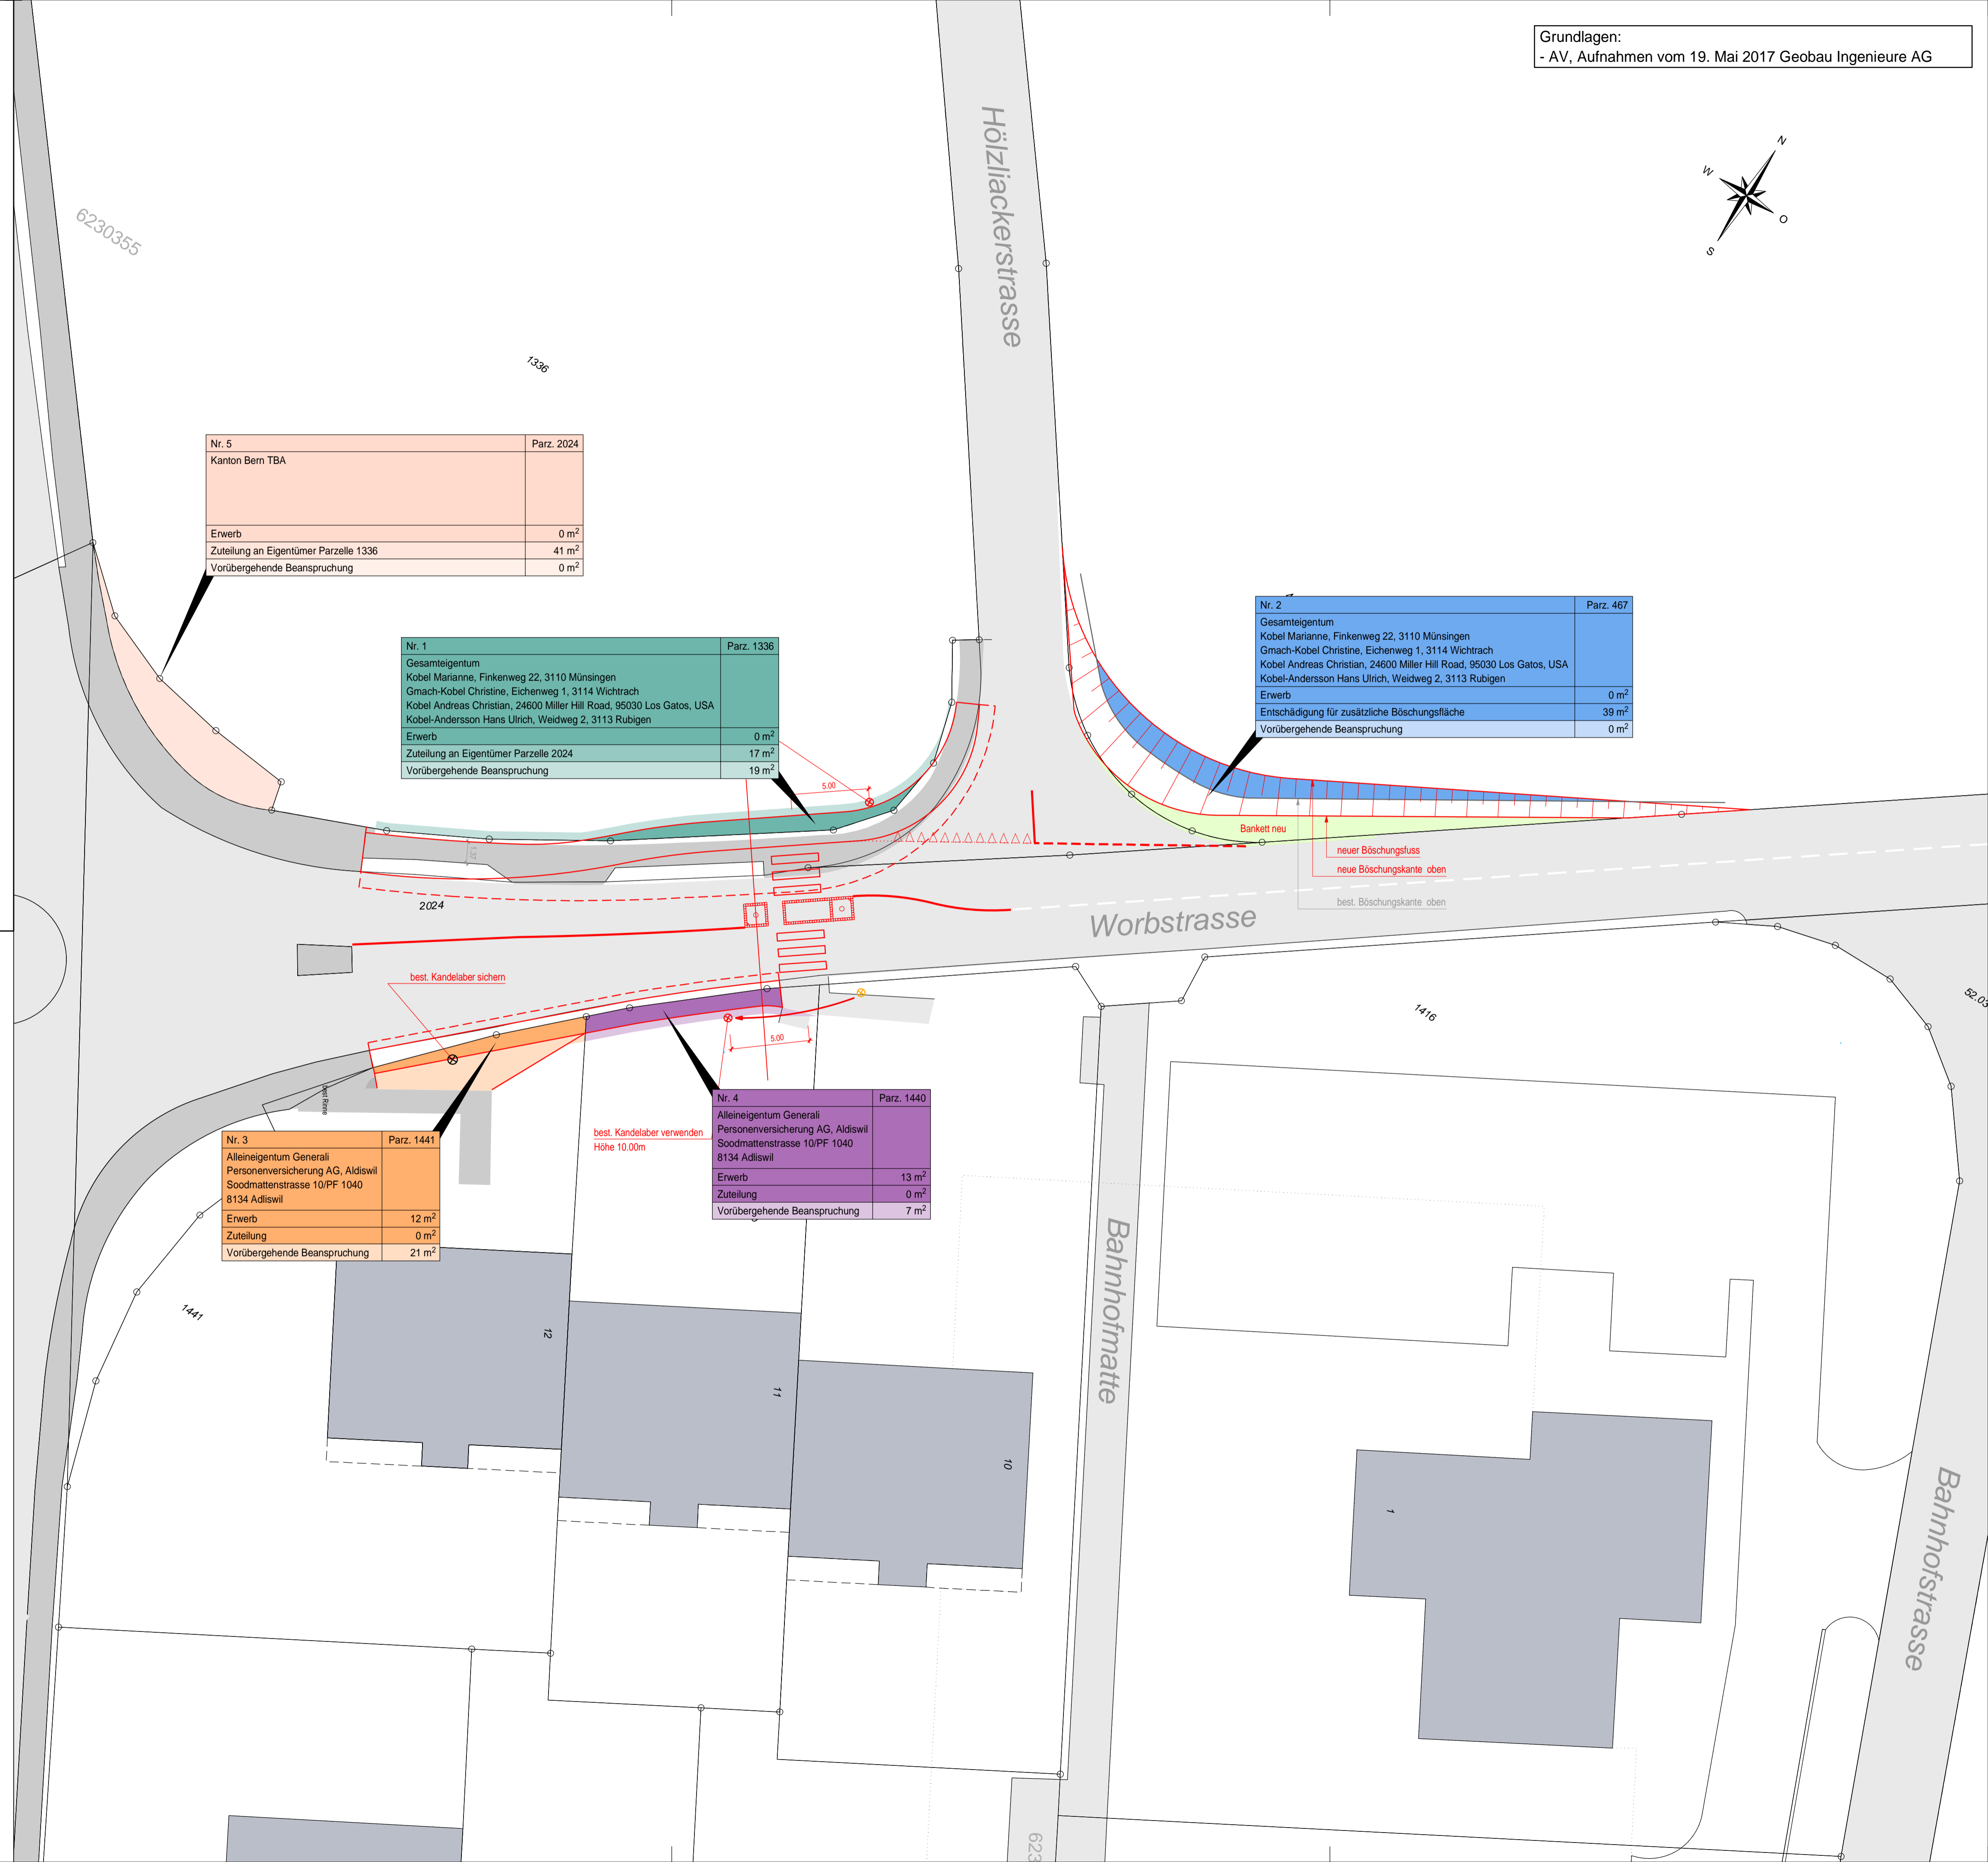 Grundlagen:
- AV, Aufnahmen vom 19. Mai 2017 Geobau Ingenieure AG
Hölzliackerstrasse
N
W
O
S
6230355
1336
Nr. 5 Parz. 2024
Kanton Bern TBA
Erwerb 0 m²
Zuteilung an Eigentümer Parzelle 1336 41 m²
Vorübergehende Beanspruchung 0 m²
Nr. 1 Parz. 1336
Gesamteigentum
Kobel Marianne, Finkenweg 22, 3110 Münsingen
Gmach-Kobel Christine, Eichenweg 1, 3114 Wichtrach
Kobel Andreas Christian, 24600 Miller Hill Road, 95030 Los Gatos, USA
Kobel-Andersson Hans Ulrich, Weidweg 2, 3113 Rubigen
Erwerb 0 m²
Zuteilung an Eigentümer Parzelle 2024 17 m²
Vorübergehende Beanspruchung 19 m²
Nr. 2 Parz. 467
Gesamteigentum
Kobel Marianne, Finkenweg 22, 3110 Münsingen
Gmach-Kobel Christine, Eichenweg 1, 3114 Wichtrach
Kobel Andreas Christian, 24600 Miller Hill Road, 95030 Los Gatos, USA
Kobel-Andersson Hans Ulrich, Weidweg 2, 3113 Rubigen
Erwerb 0 m²
Entschädigung für zusätzliche Böschungsfläche 39 m²
Vorübergehende Beanspruchung 0 m²
5.00
1.37
Bankett neu
neuer Böschungsfuss
neue Böschungskante oben
best. Böschungskante oben
2024
Worbstrasse
best. Kandelaber sichern
1416
52.03
5.00
best Rinne
Nr. 4 Parz. 1440
Alleineigentum Generali
Personenversicherung AG, Aldiswil
Soodmattenstrasse 10/PF 1040
8134 Adliswil
Erwerb 13 m²
Zuteilung 0 m²
Vorübergehende Beanspruchung 7 m²
best. Kandelaber verwenden
Höhe 10.00m
Nr. 3 Parz. 1441
Alleineigentum Generali
Personenversicherung AG, Aldiswil
Soodmattenstrasse 10/PF 1040
8134 Adliswil
Erwerb 12 m²
Zuteilung 0 m²
Vorübergehende Beanspruchung 21 m²
1441
12
11
10
1
Bahnhofmatte
Bahnhofstrasse
623